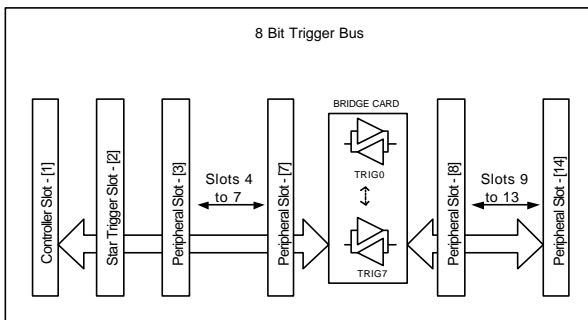 8 Bit Trigger Bus
Controller Slot - [1]
Star Trigger Slot - [2]
Peripheral Slot - [3]
Slots 4
to 7
Peripheral Slot - [7]
BRIDGE CARD
TRIG0
TRIG7
Peripheral Slot - [8]
Slots 9
to 13
Peripheral Slot - [14]